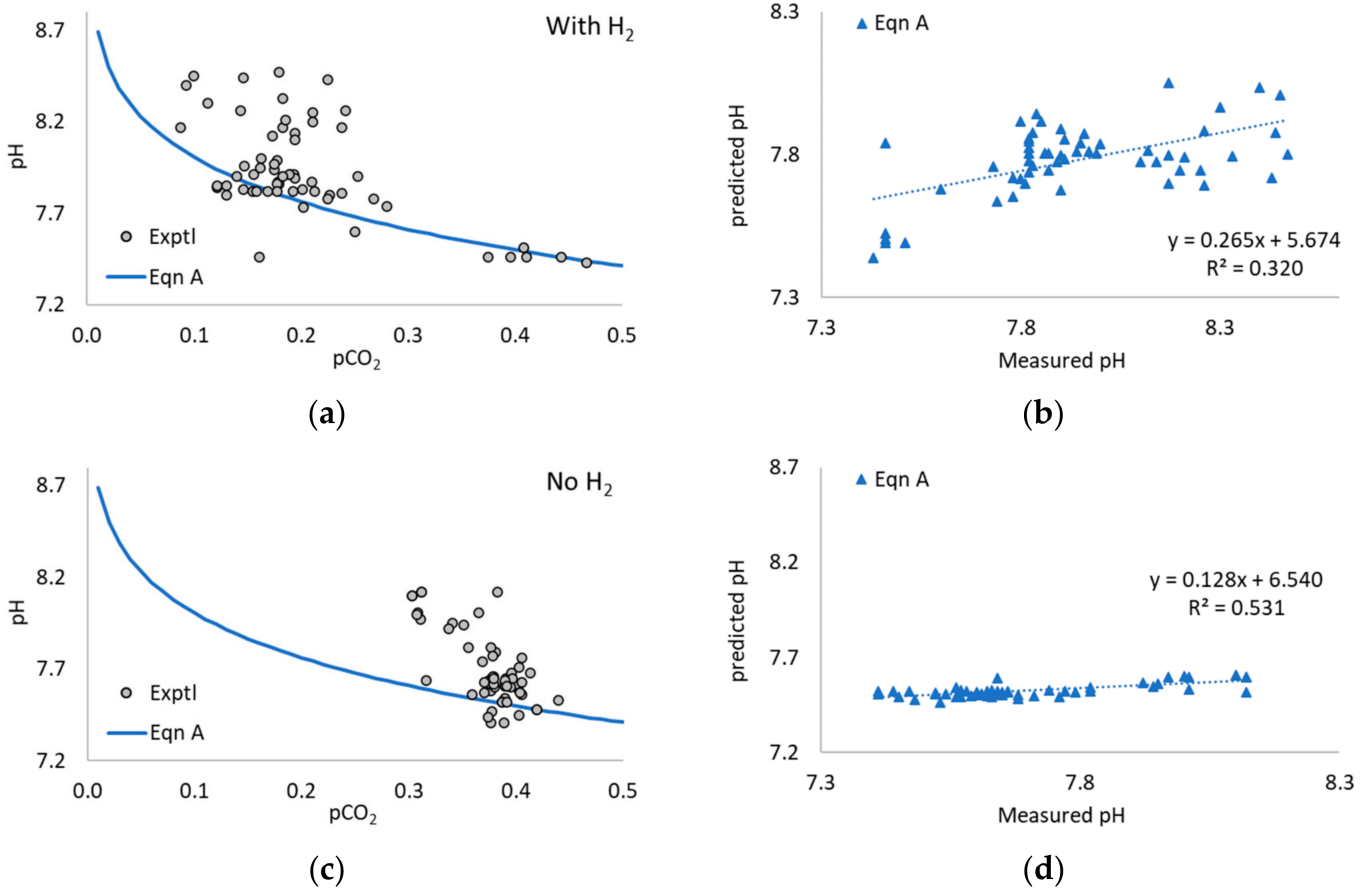 With H₂
pH
8.7
8.2
7.7
7.2
Exptl
Eqn A
0.0 0.1 0.2 0.3 0.4 0.5
pCO₂
(a)
predicted pH
8.3
7.8
7.3
Eqn A
y = 0.265x + 5.674
R² = 0.320
7.3 7.8 8.3
Measured pH
(b)
No H₂
pH
8.7
8.2
7.7
7.2
Exptl
Eqn A
0.0 0.1 0.2 0.3 0.4 0.5
pCO₂
(c)
predicted pH
8.7
8.2
7.7
7.2
Eqn A
y = 0.128x + 6.540
R² = 0.531
7.3 7.8 8.3
Measured pH
(d)